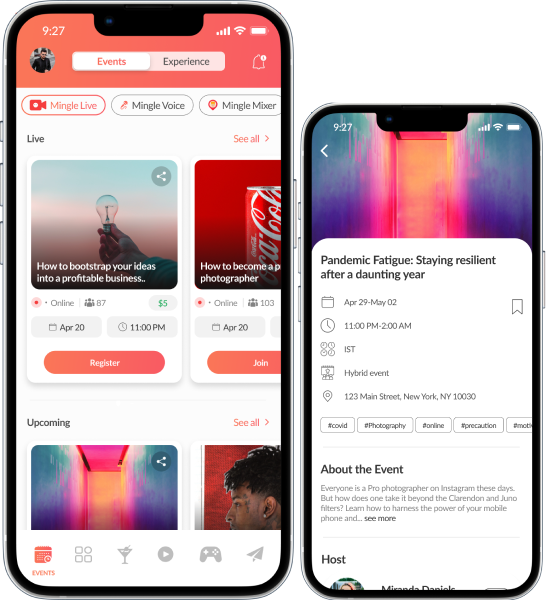 9:27
Events
Experience
Mingle Live
Mingle Voice
Mingle Mixer
Live
See all >
How to bootstrap your ideas
into a profitable business..
• Online
87
$5
Apr 20
11:00 PM
Register
Coca-Cola
How to become a p
photographer
• Online
103
Apr 20
Join
Upcoming
See all >
EVENTS
9:27
Pandemic Fatigue: Staying resilient
after a daunting year
Apr 29-May 02
11:00 PM-2:00 AM
IST
Hybrid event
123 Main Street, New York, NY 10030
#covid
#Photography
#online
#precaution
#moti
About the Event
Everyone is a Pro photographer on Instagram these days.
But how does one take it beyond the Clarendon and Juno
filters? Learn how to harness the power of your mobile
phone and... see more
Host
Miranda Daniels